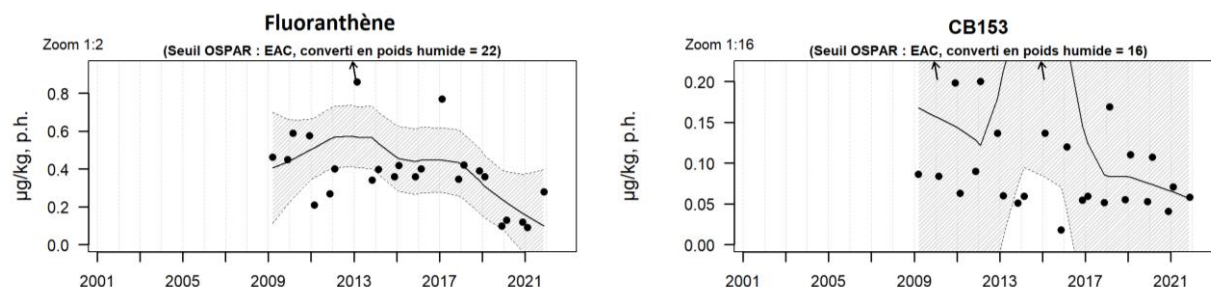 Fluoranthène
Zoom 1:2
(Seuil OSPAR : EAC, converti en poids humide = 22)
µg/kg, p.h.
0.8
0.6
0.4
0.2
0.0
2001 2005 2009 2013 2017 2021
CB153
Zoom 1:16
(Seuil OSPAR : EAC, converti en poids humide = 16)
µg/kg, p.h.
0.20
0.15
0.10
0.05
0.00
2001 2005 2009 2013 2017 2021